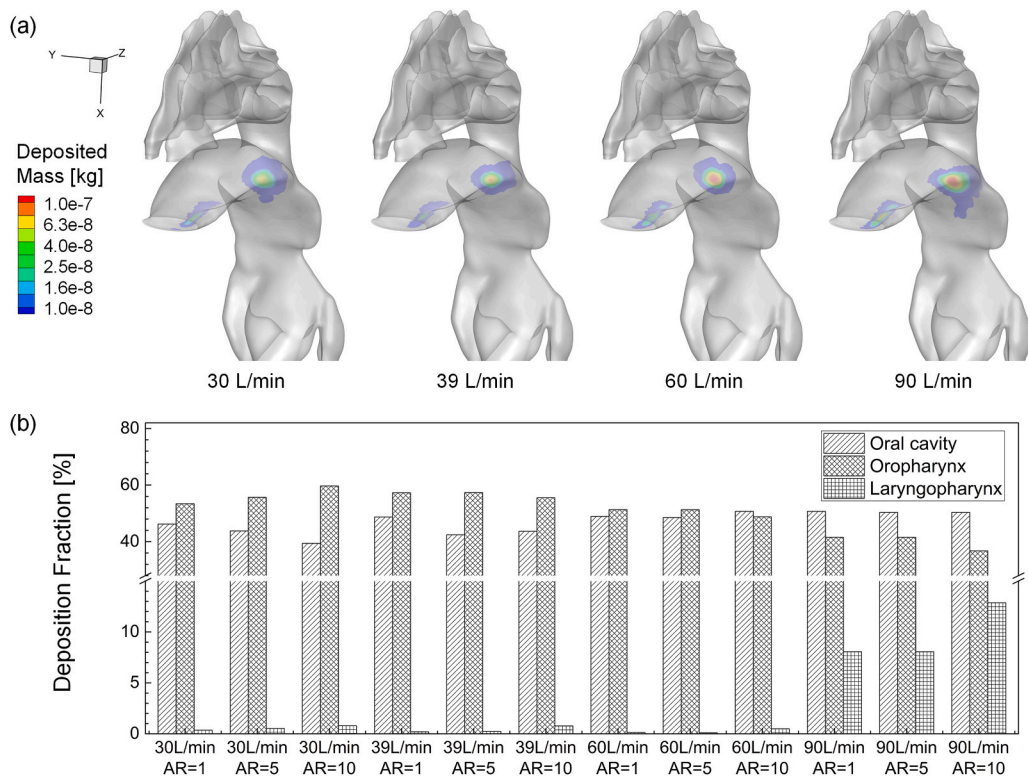 (a)
Y
Z
X
Deposited
Mass [kg]
1.0e-7
6.3e-8
4.0e-8
2.5e-8
1.6e-8
1.0e-8
30 L/min
39 L/min
60 L/min
90 L/min
(b)
Deposition Fraction [%]
80
60
40
10
5
0
Oral cavity
Oropharynx
Laryngopharynx
30L/min 30L/min 30L/min 39L/min 39L/min 39L/min 60L/min 60L/min 60L/min 90L/min 90L/min 90L/min
AR=1 AR=5 AR=10 AR=1 AR=5 AR=10 AR=1 AR=5 AR=10 AR=1 AR=5 AR=10